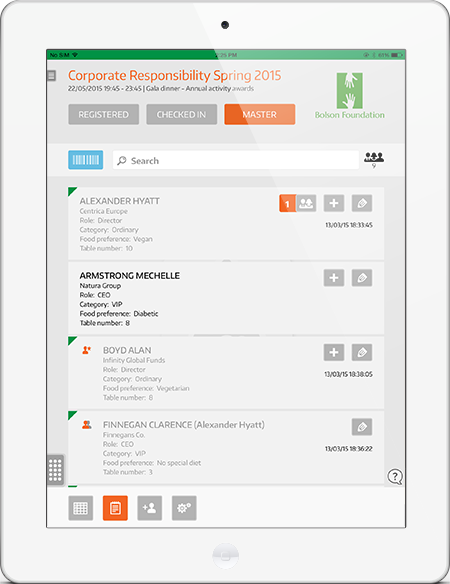 No SIM
2:39 PM
97%
Corporate Responsibility Spring 2015
22/05/2015 19:45 - 23:45 | Gala dinner - Annual activity awards
REGISTERED
CHECKED IN
MASTER
Bolson Foundation
Search
9
ALEXANDER HYATT
1
Centrica Europe
Role: Director
Category: Ordinary
Food preference: Vegan
Table number: 10
13/03/15 18:33:45
ARMSTRONG MECHELLE
Natura Group
Role: CEO
Category: VIP
Food preference: Diabetic
Table number: 8
BOYD ALAN
Infinity Global Funds
Role: Director
Category: Ordinary
Food preference: Vegetarian
Table number: 8
13/03/15 18:38:05
FINNEGAN CLARENCE (Alexander Hyatt)
Finnegans Co.
Role: CEO
Category: VIP
Food preference: No special diet
Table number: 3
13/03/15 18:36:22
?